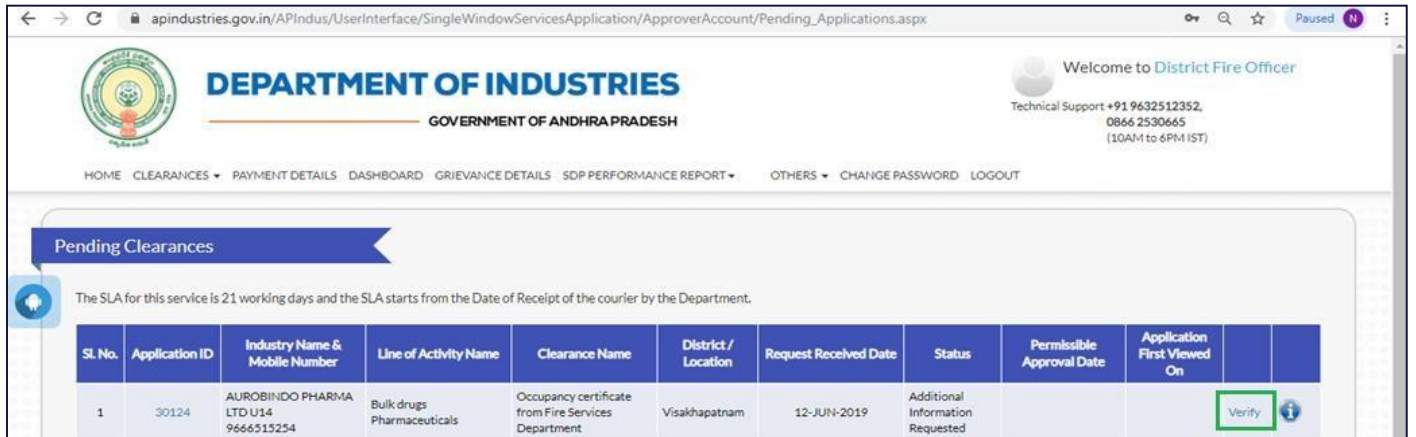 apindustries.gov.in/APIndus/UserInterface/SingleWindowServicesApplication/ApproverAccount/Pending_Applications.aspx
Paused N
DEPARTMENT OF INDUSTRIES
GOVERNMENT OF ANDHRA PRADESH
Welcome to District Fire Officer
Technical Support +91 9632512352,
0866 2530665
(10AM to 6PM IST)
HOME CLEARANCES PAYMENT DETAILS DASHBOARD GRIEVANCE DETAILS SDP PERFORMANCE REPORT OTHERS CHANGE PASSWORD LOGOUT
Pending Clearances
The SLA for this service is 21 working days and the SLA starts from the Date of Receipt of the courier by the Department.
Sl. No.
Application ID
Industry Name &
Mobile Number
Line of Activity Name
Clearance Name
District /
Location
Request Received Date
Status
Permissible
Approval Date
Application
First Viewed
On
1
30124
AUROBINDO PHARMA
LTD U14
9666515254
Bulk drugs
Pharmaceuticals
Occupancy certificate
from Fire Services
Department
Visakhapatnam
12-JUN-2019
Additional
Information
Requested
Verify